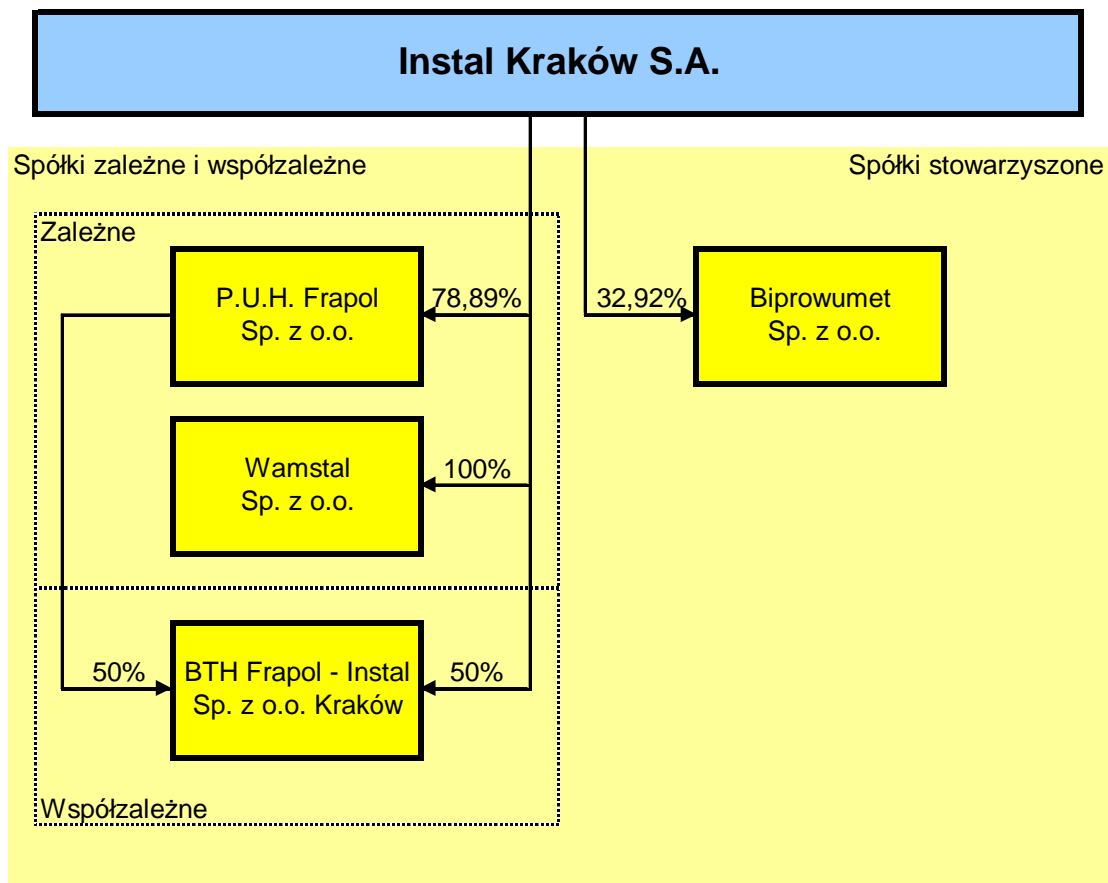 Instal Kraków S.A.
Spółki zależne i współzależne
Spółki stowarzyszone
Zależne
P.U.H. Frapol
Sp. z o.o.
78,89%
32,92%
Biprowumet
Sp. z o.o.
Wamstal
Sp. z o.o.
100%
50%
BTH Frapol - Instal
Sp. z o.o. Kraków
50%
Współzależne